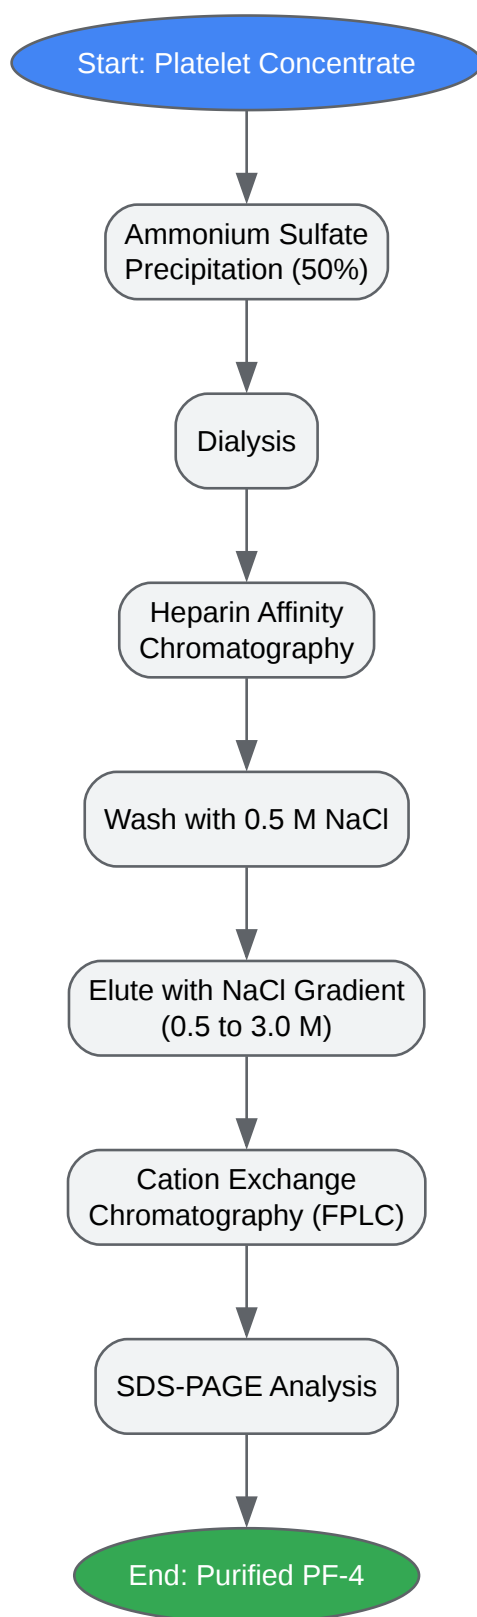 Start: Platelet Concentrate
Ammonium Sulfate
Precipitation (50%)
Dialysis
Heparin Affinity
Chromatography
Wash with 0.5 M NaCl
Elute with NaCl Gradient
(0.5 to 3.0 M)
Cation Exchange
Chromatography (FPLC)
SDS-PAGE Analysis
End: Purified PF-4